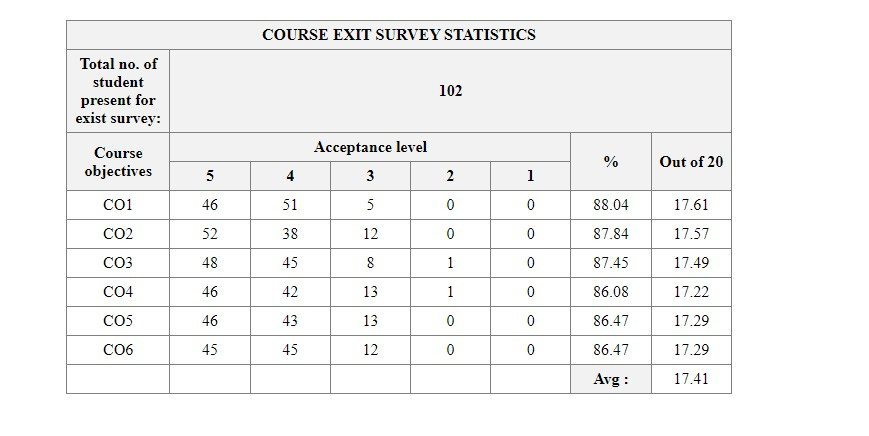 COURSE EXIT SURVEY STATISTICS
Total no. of
student
present for
exist survey:
102
Course
objectives
Acceptance level
%
Out of 20
5 4 3 2 1
CO1 46 51 5 0 0 88.04 17.61
CO2 52 38 12 0 0 87.84 17.57
CO3 48 45 8 1 0 87.45 17.49
CO4 46 42 13 1 0 86.08 17.22
CO5 46 43 13 0 0 86.47 17.29
CO6 45 45 12 0 0 86.47 17.29
Avg : 17.41